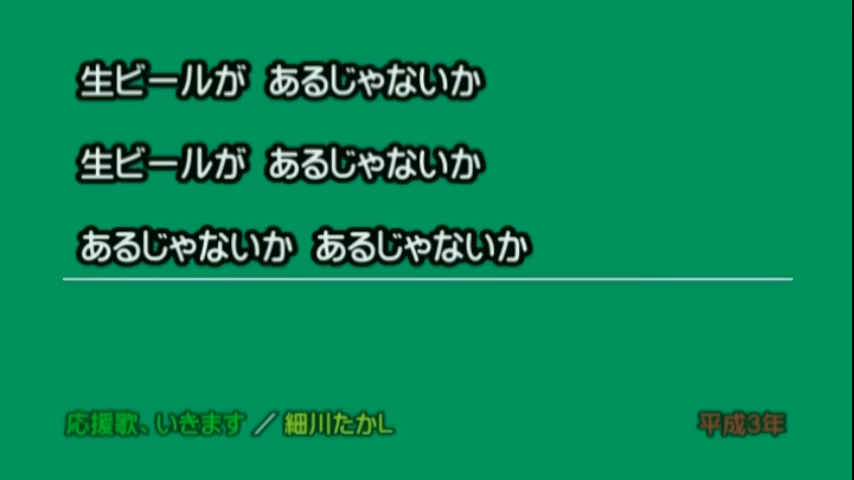 生ビールが あるじゃないか
生ビールが あるじゃないか
あるじゃないか あるじゃないか
応援歌、いきます / 細川たかし 平成3年